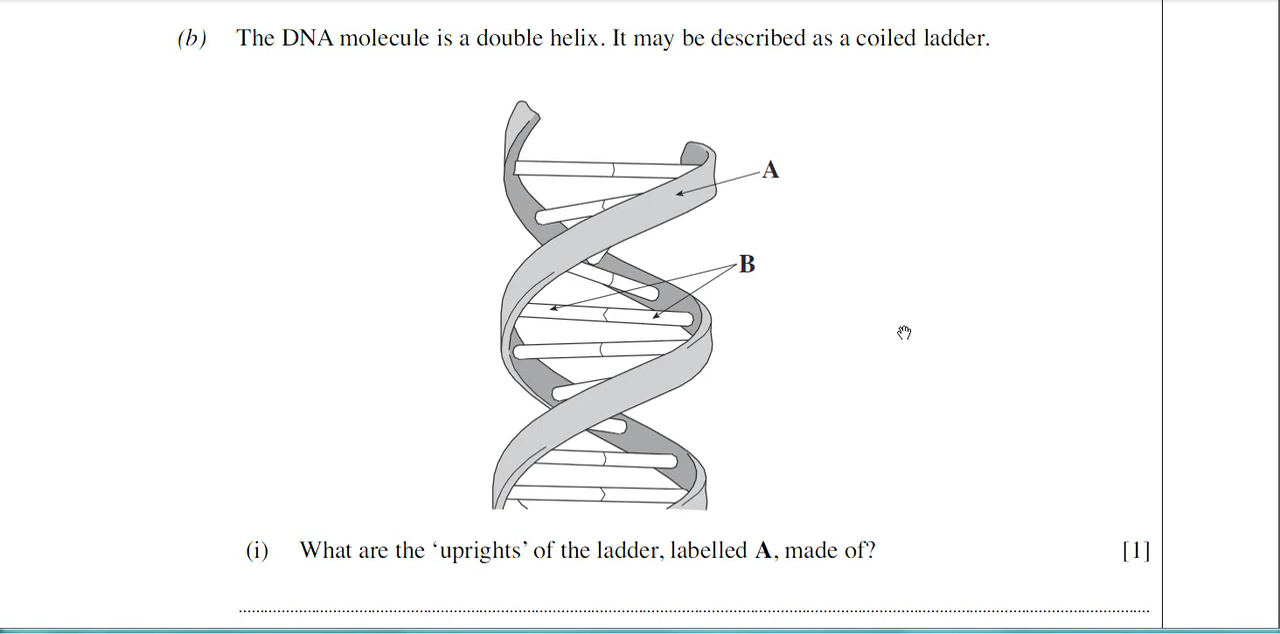 (b) The DNA molecule is a double helix. It may be described as a coiled ladder.
A
B
(i) What are the ‘uprights’ of the ladder, labelled A, made of? [1]